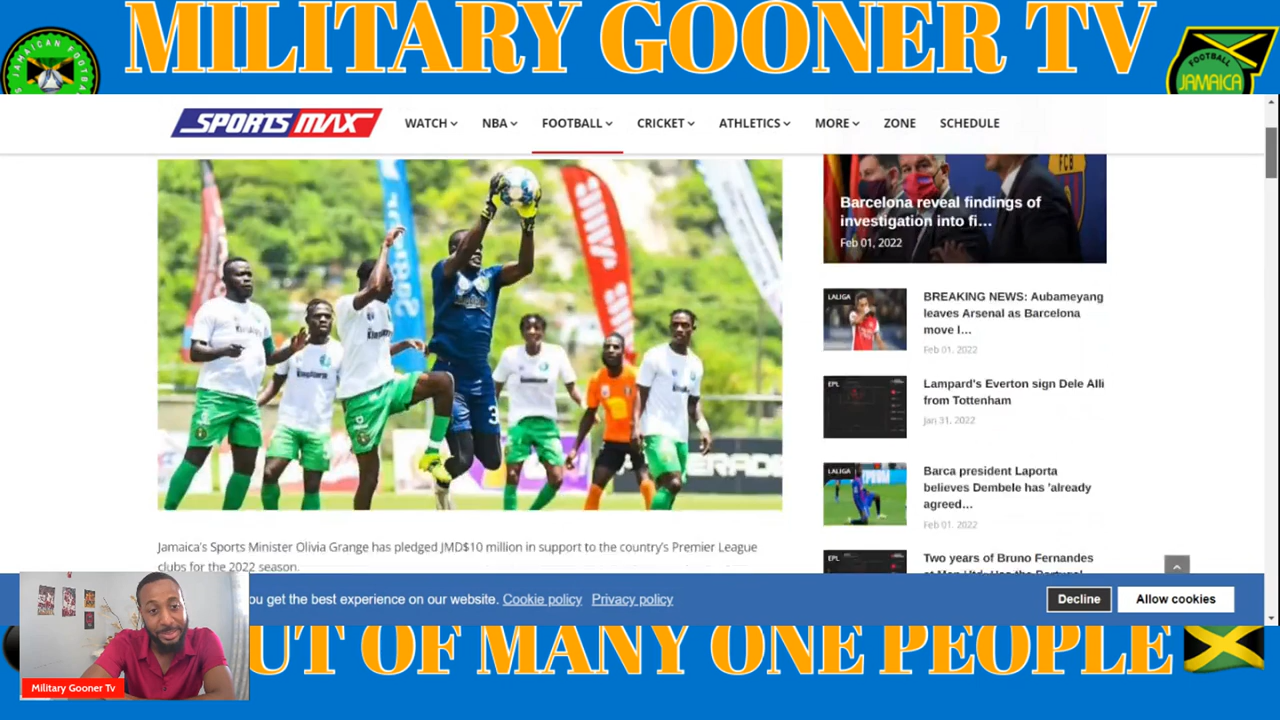 MILITARY GOONER TV
FOOTBALL
JAMAICA
SPORTSMAX
WATCH NBA FOOTBALL CRICKET ATHLETICS MORE ZONE SCHEDULE
Barcelona reveal findings of
investigation into fi...
Feb 01, 2022
LALIGA
BREAKING NEWS: Aubameyang
leaves Arsenal as Barcelona
move l...
Feb 01, 2022
EPL
Lampard's Everton sign Dele Alli
from Tottenham
Jan 31, 2022
LALIGA
Barca president Laporta
believes Dembele has 'already
agreed...
Feb 01, 2022
EPL
Two years of Bruno Fernandes
Jamaica's Sports Minister Olivia Grange has pledged JMD$10 million in support to the country's Premier League
clubs for the 2022 season.
ou get the best experience on our website. Cookie policy Privacy policy
Decline
Allow cookies
UT OF MANY ONE PEOPLE
Military Gooner Tv